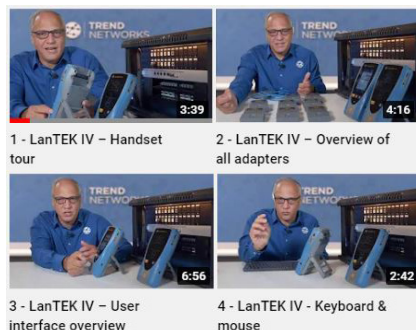 TREND
NETWORKS
3:39
TREND
NETWORKS
4:16
1 - LanTEK IV – Handset
tour
2 - LanTEK IV – Overview of
all adapters
TREND
NETWORKS
6:56
TREND
NETWORKS
2:42
3 - LanTEK IV – User
interface overview
4 - LanTEK IV - Keyboard &
mouse